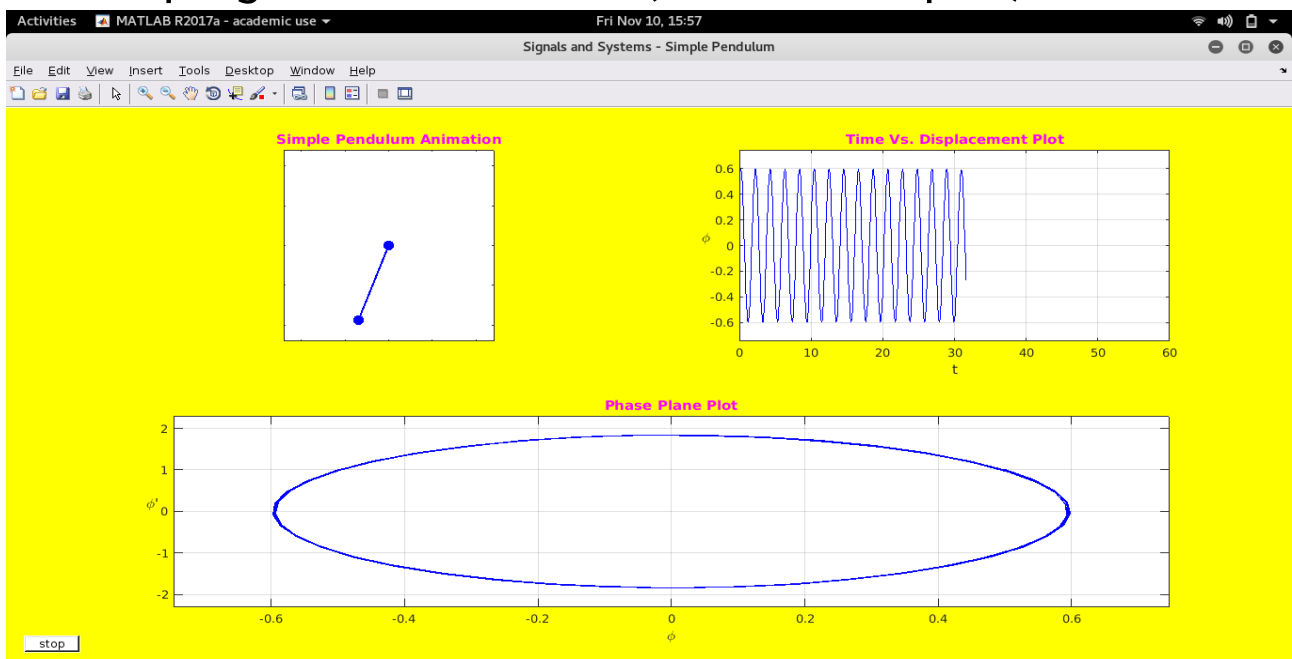 Activities MATLAB R2017a - academic use Fri Nov 10, 15:57
Signals and Systems - Simple Pendulum
File Edit View Insert Tools Desktop Window Help
Simple Pendulum Animation
Time Vs. Displacement Plot
0.6
0.4
0.2
ϕ
0
-0.2
-0.4
-0.6
0 10 20 30 40 50 60
t
Phase Plane Plot
2
1
ϕ'
0
-1
-2
-0.6 -0.4 -0.2 0 0.2 0.4 0.6
ϕ
stop